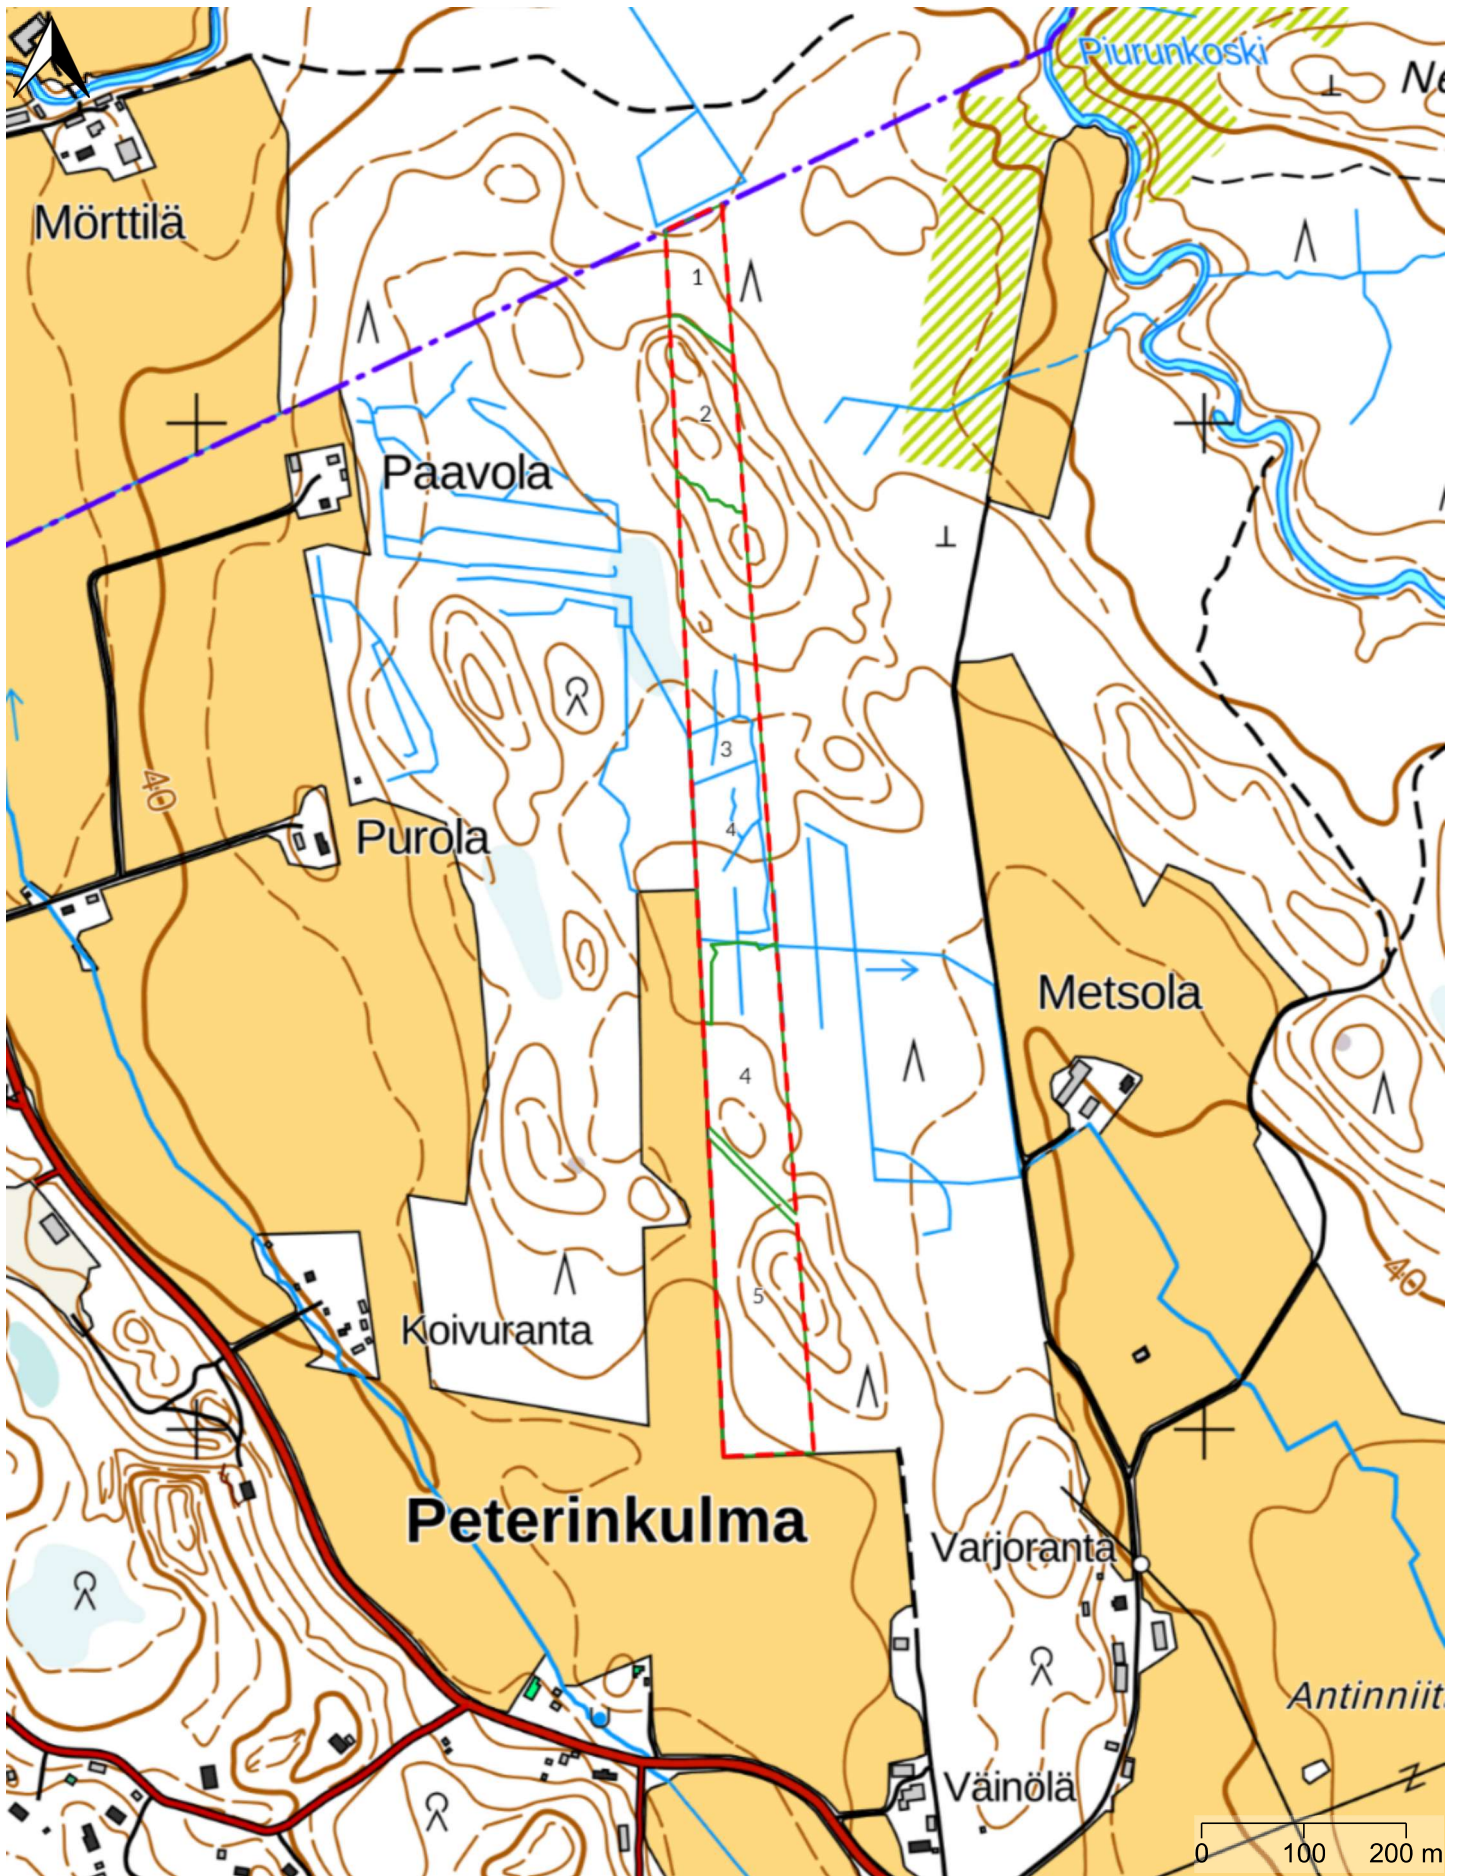 Piurunkoski
Mörttilä
1
2
Paavola
3
40
4
Purola
Metsola
4
40
5
Koivuranta
Peterinkulma
Varjoranta
Väinölä
0 100 200 m